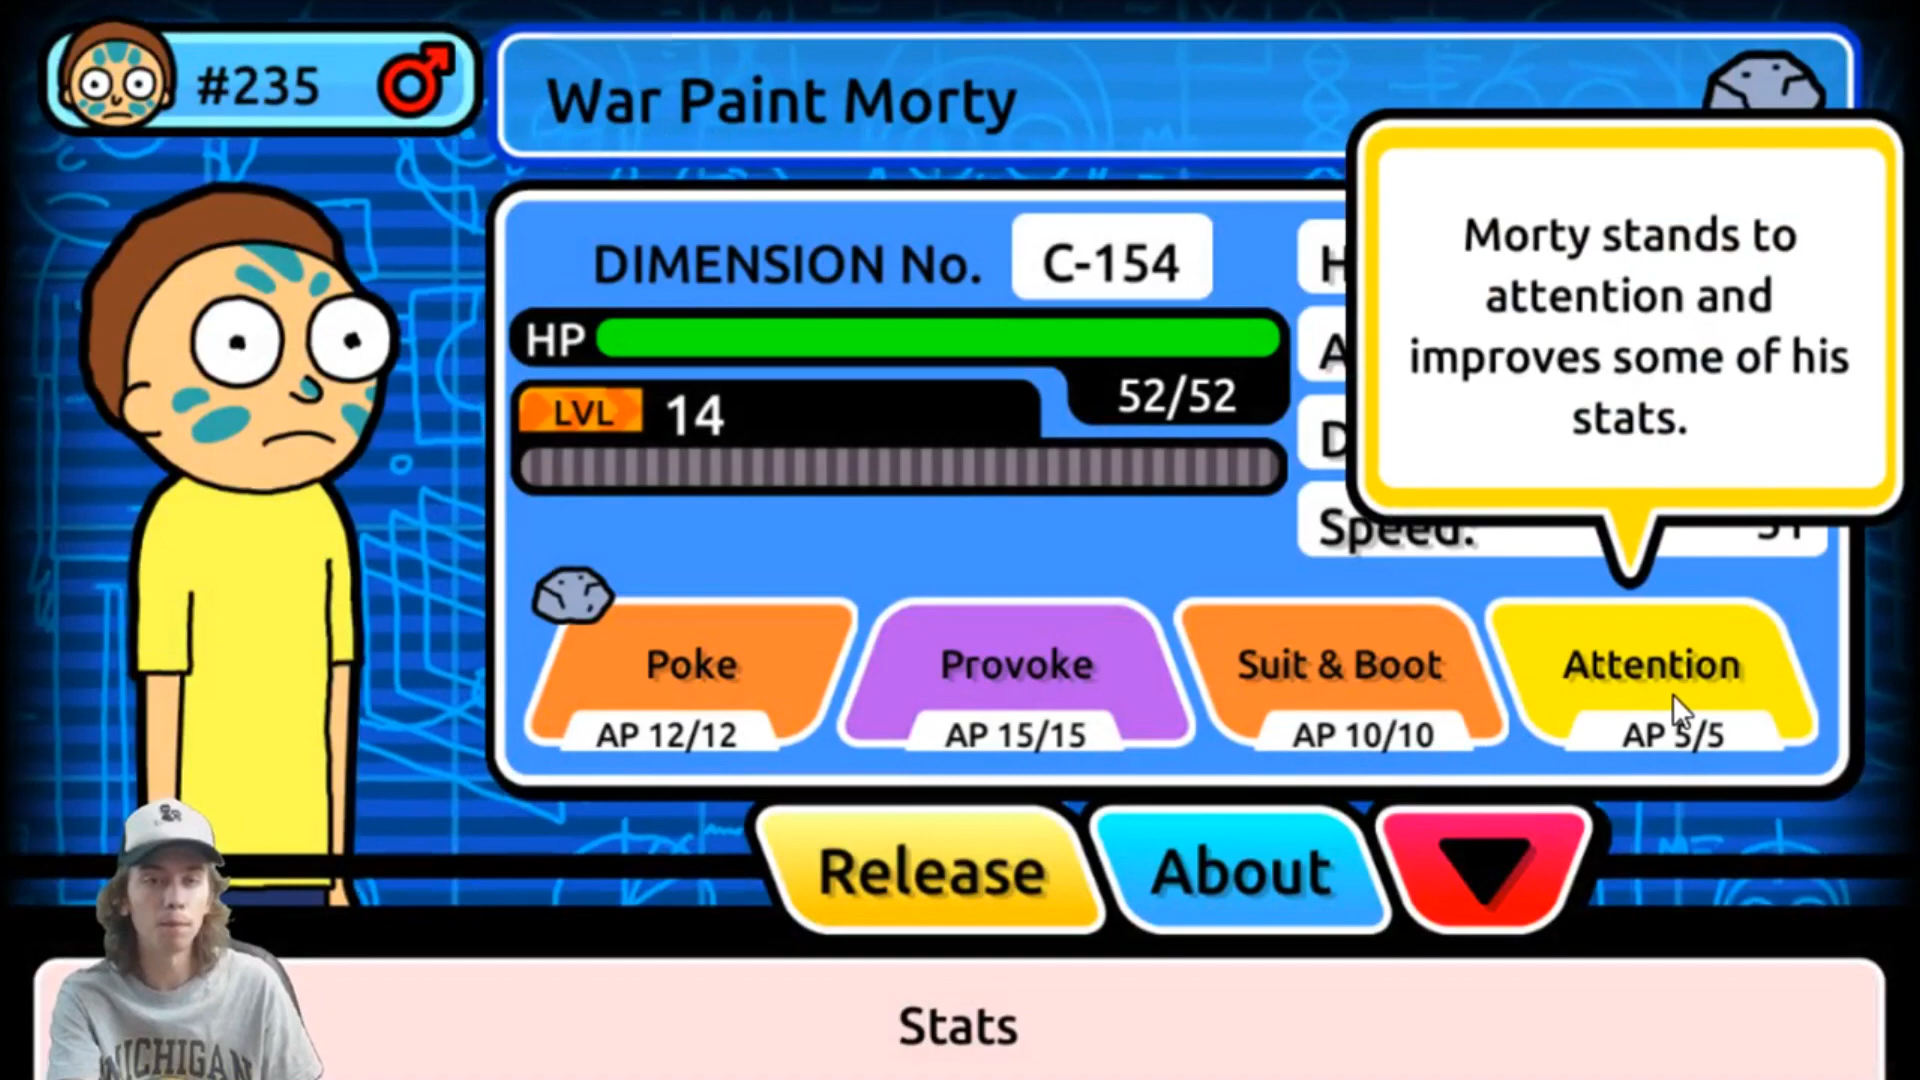 #235
War Paint Morty
DIMENSION No. C-154
HP
52/52
LVL 14
H
A
D
Speed:
Morty stands to
attention and
improves some of his
stats.
Poke
AP 12/12
Provoke
AP 15/15
Suit & Boot
AP 10/10
Attention
AP 5/5
Release
About
Stats
MICHIGAN